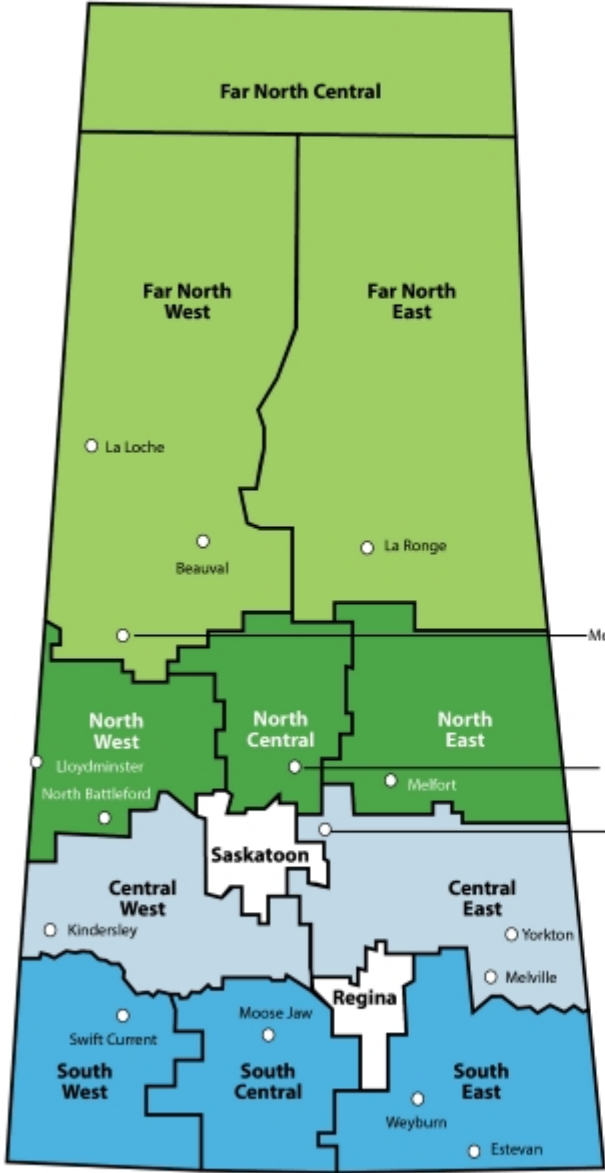 Far North Central
Far North
West
Far North
East
La Loche
Beauval
La Ronge
North
West
North
Central
North
East
Lloydminster
North Battleford
Melfort
Saskatoon
Central
West
Central
East
Kindersley
Yorkton
Melville
Regina
Moose Jaw
Swift Current
South
West
South
Central
South
East
Weyburn
Estevan